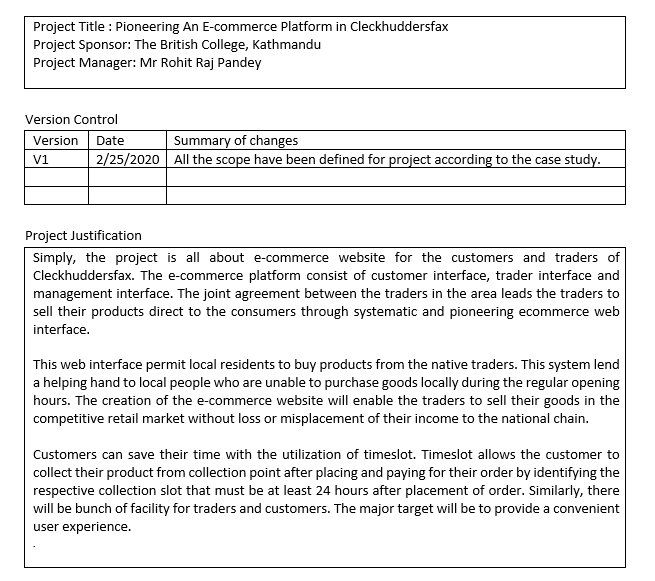 Project Title : Pioneering An E-commerce Platform in Cleckhuddersfax
Project Sponsor: The British College, Kathmandu
Project Manager: Mr Rohit Raj Pandey
Version Control
Version Date Summary of changes
V1 2/25/2020 All the scope have been defined for project according to the case study.
Project Justification
Simply, the project is all about e-commerce website for the customers and traders of
Cleckhuddersfax. The e-commerce platform consist of customer interface, trader interface and
management interface. The joint agreement between the traders in the area leads the traders to
sell their products direct to the consumers through systematic and pioneering ecommerce web
interface.
This web interface permit local residents to buy products from the native traders. This system lend
a helping hand to local people who are unable to purchase goods locally during the regular opening
hours. The creation of the e-commerce website will enable the traders to sell their goods in the
competitive retail market without loss or misplacement of their income to the national chain.
Customers can save their time with the utilization of timeslot. Timeslot allows the customer to
collect their product from collection point after placing and paying for their order by identifying the
respective collection slot that must be at least 24 hours after placement of order. Similarly, there
will be bunch of facility for traders and customers. The major target will be to provide a convenient
user experience.
.